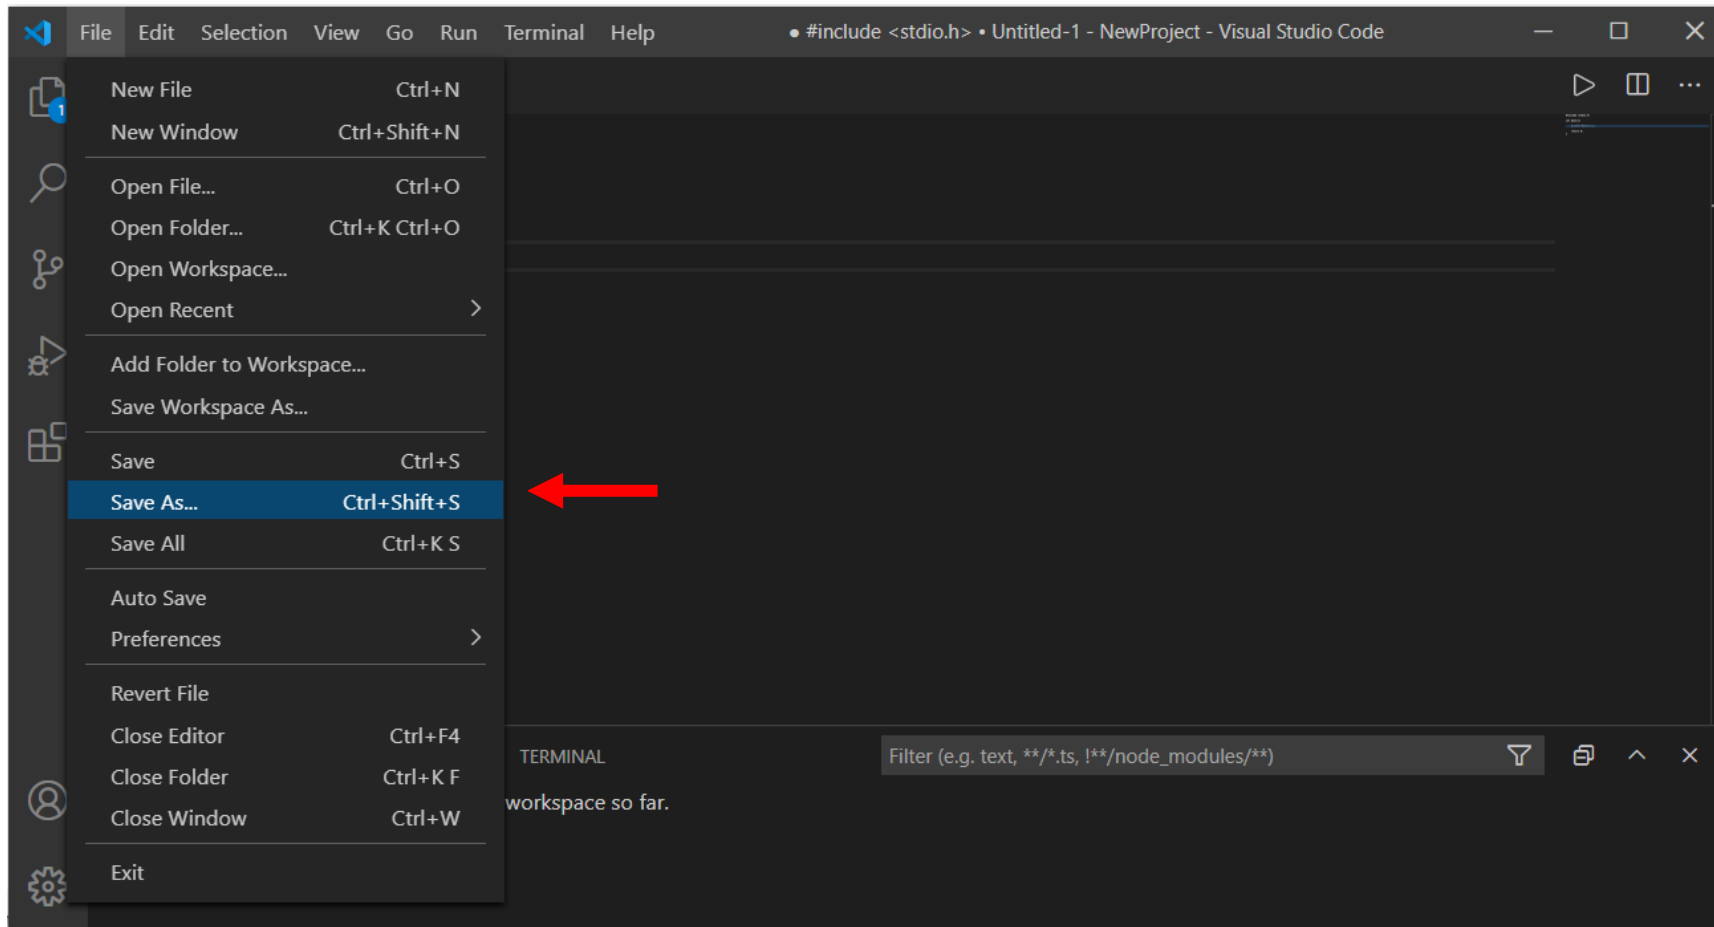 File Edit Selection View Go Run Terminal Help ● #include <stdio.h> • Untitled-1 - NewProject - Visual Studio Code
1
New File Ctrl+N
New Window Ctrl+Shift+N
Open File... Ctrl+O
Open Folder... Ctrl+K Ctrl+O
Open Workspace...
Open Recent
Add Folder to Workspace...
Save Workspace As...
Save Ctrl+S
Save As... Ctrl+Shift+S
Save All Ctrl+K S
Auto Save
Preferences
Revert File
Close Editor Ctrl+F4
Close Folder Ctrl+K F
Close Window Ctrl+W
Exit
TERMINAL Filter (e.g. text, **/*.ts, !**/node_modules/**)
workspace so far.